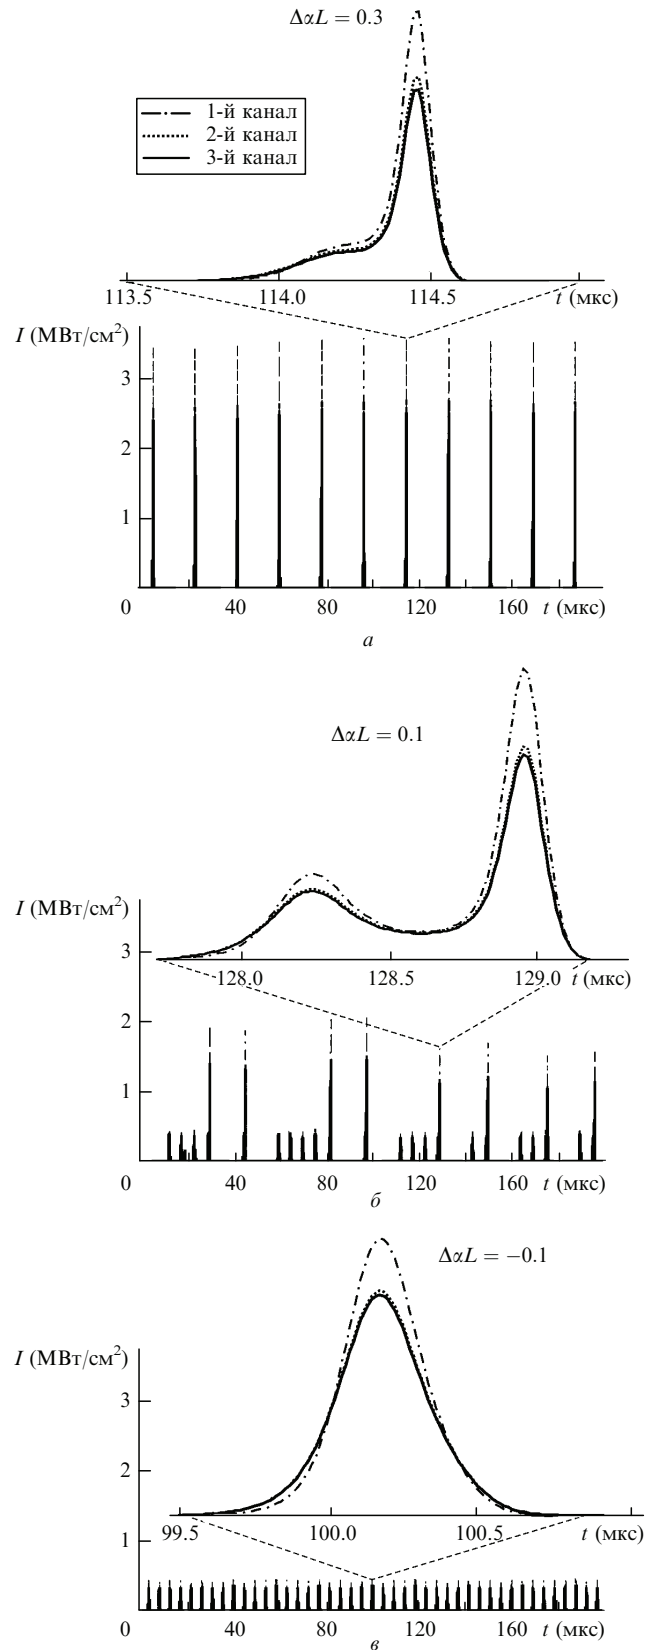 ΔαL = 0.3
1-й канал
2-й канал
3-й канал
113.5 114.0 114.5 t (мкс)
I (МВт/см²)
3
2
1
0 40 80 120 160 t (мкс)
а
ΔαL = 0.1
I (МВт/см²)
3
128.0 128.5 129.0 t (мкс)
2
1
0 40 80 120 160 t (мкс)
б
ΔαL = −0.1
I (МВт/см²)
3
2
99.5 100.0 100.5 t (мкс)
1
0 40 80 120 160 t (мкс)
в